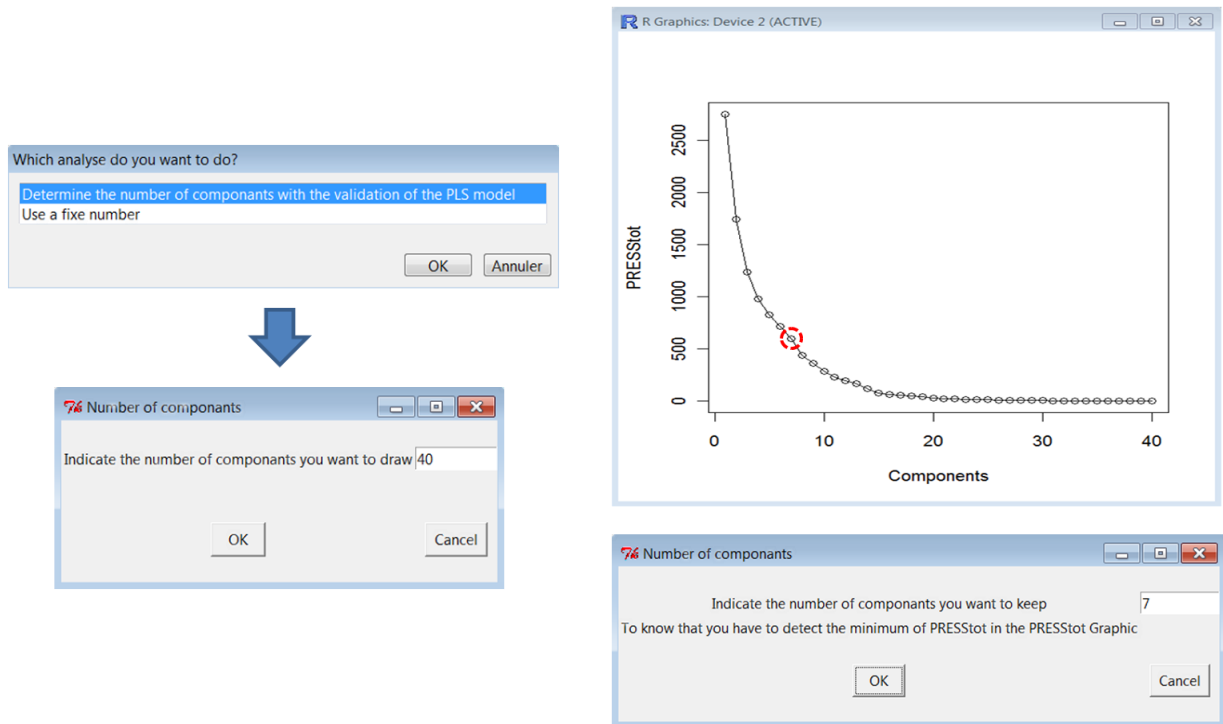 Which analyse do you want to do?
Determine the number of componants with the validation of the PLS model
Use a fixe number
OK
Annuler
Number of componants
Indicate the number of componants you want to draw 40
OK
Cancel
R Graphics: Device 2 (ACTIVE)
PRESStot
2500
2000
1500
1000
500
0
0 10 20 30 40
Components
Number of componants
Indicate the number of componants you want to keep 7
To know that you have to detect the minimum of PRESStot in the PRESStot Graphic
OK
Cancel